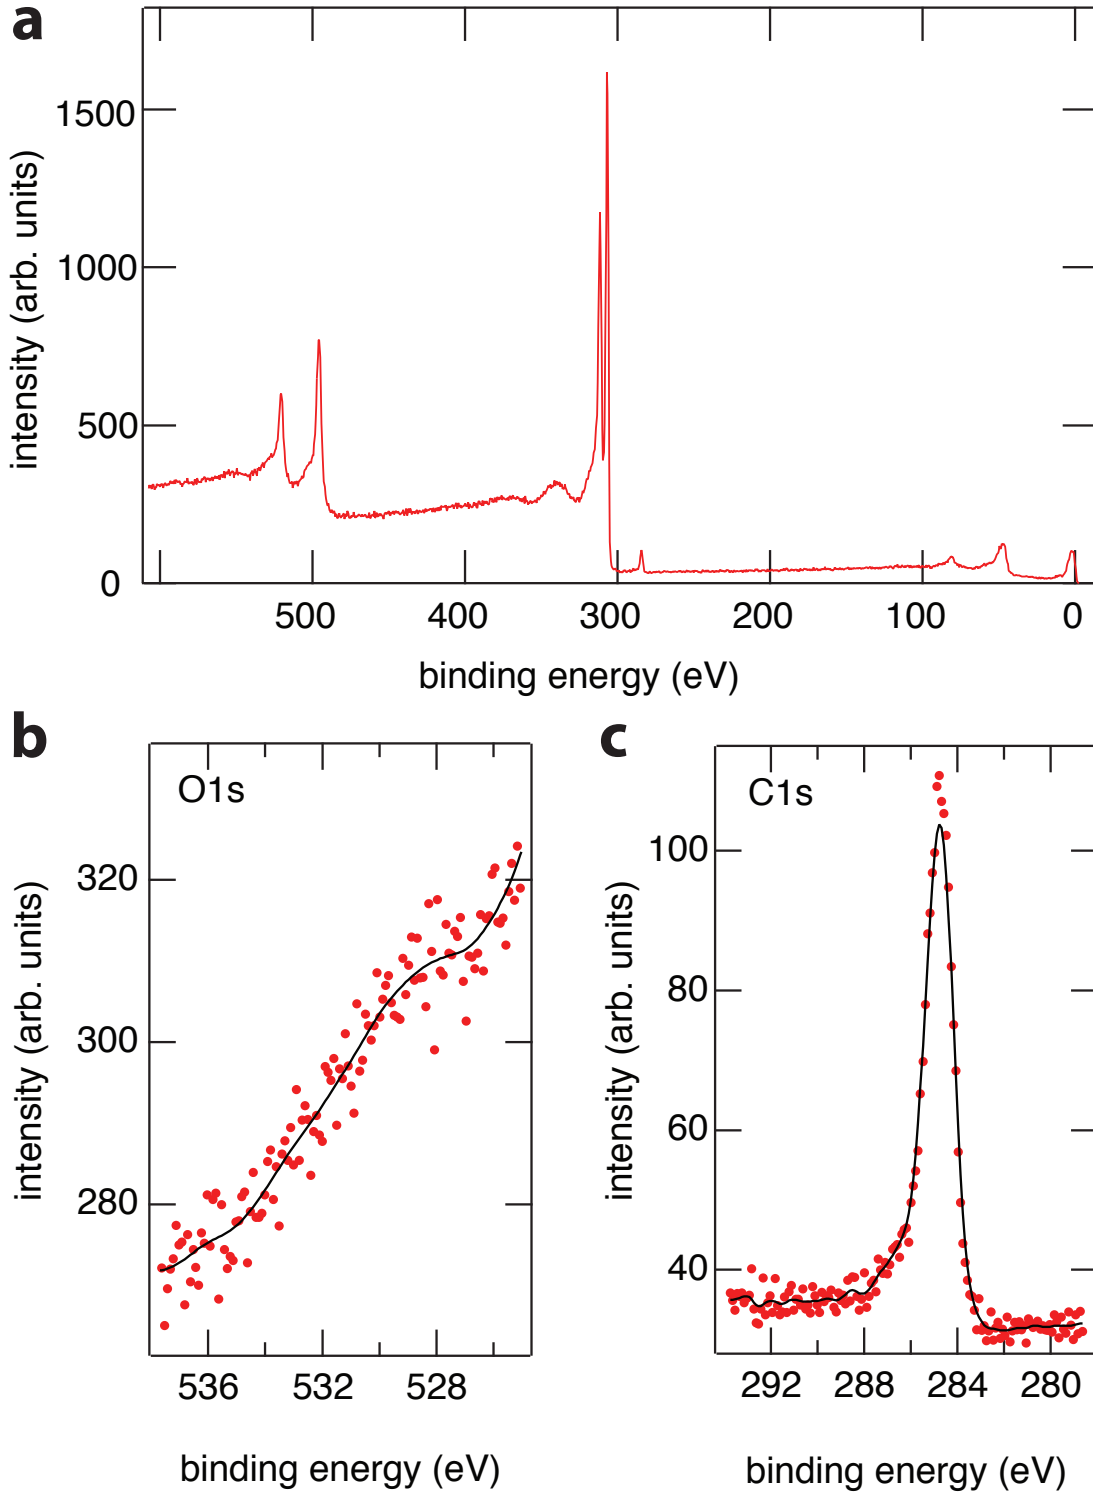 a
intensity (arb. units)
1500
1000
500
0
500 400 300 200 100 0
binding energy (eV)
b
O1s
intensity (arb. units)
320
300
280
536 532 528
binding energy (eV)
c
C1s
intensity (arb. units)
100
80
60
40
292 288 284 280
binding energy (eV)